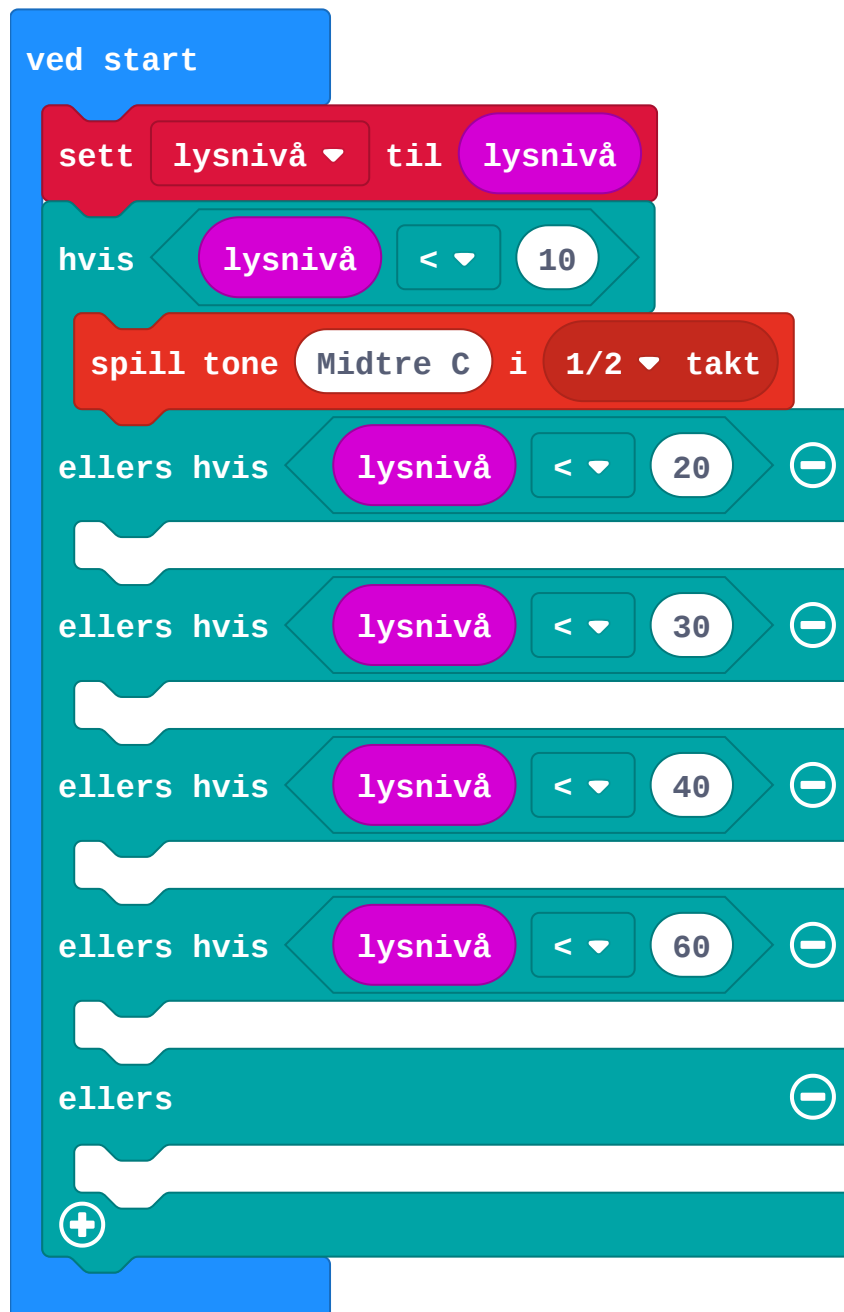 ved start
sett lysnivå til lysnivå
hvis lysnivå < 10
spill tone Midtre C i 1/2 takt
ellers hvis lysnivå < 20
ellers hvis lysnivå < 30
ellers hvis lysnivå < 40
ellers hvis lysnivå < 60
ellers